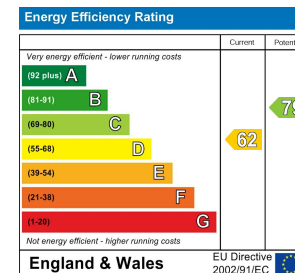 Energy Efficiency Rating
Current
Very energy efficient - lower running costs
(92 plus) A
(81-91) B
(69-80) C
(55-68) D
62
(39-54) E
(21-38) F
(1-20) G
Not energy efficient - higher running costs
England & Wales
EU Directive
2002/91/EC